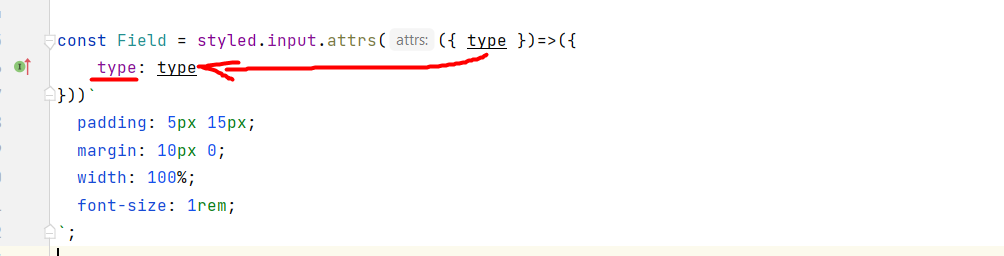 const Field = styled.input.attrs( attrs: ({ type })=>({
type: type
}))`
padding: 5px 15px;
margin: 10px 0;
width: 100%;
font-size: 1rem;
`;